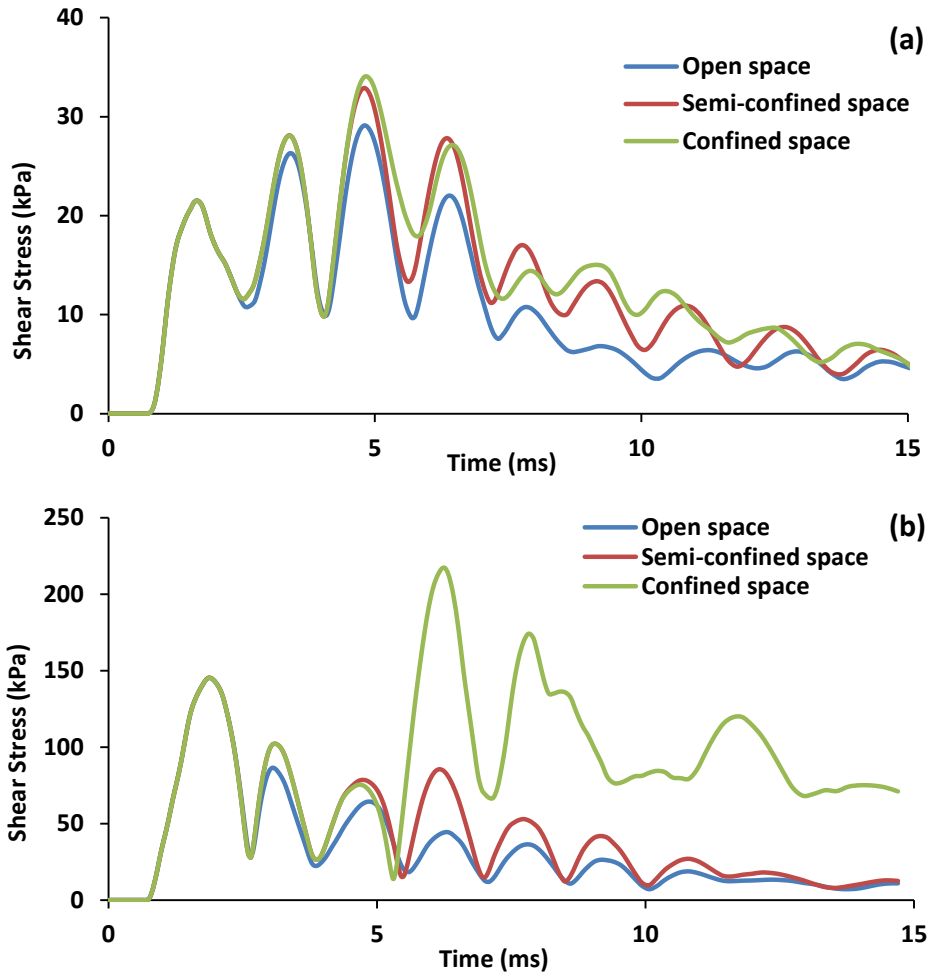 (a)
Open space
Semi-confined space
Confined space
Shear Stress (kPa)
40
30
20
10
0
0 5 10 15
Time (ms)
(b)
Open space
Semi-confined space
Confined space
Shear Stress (kPa)
250
200
150
100
50
0
0 5 10 15
Time (ms)